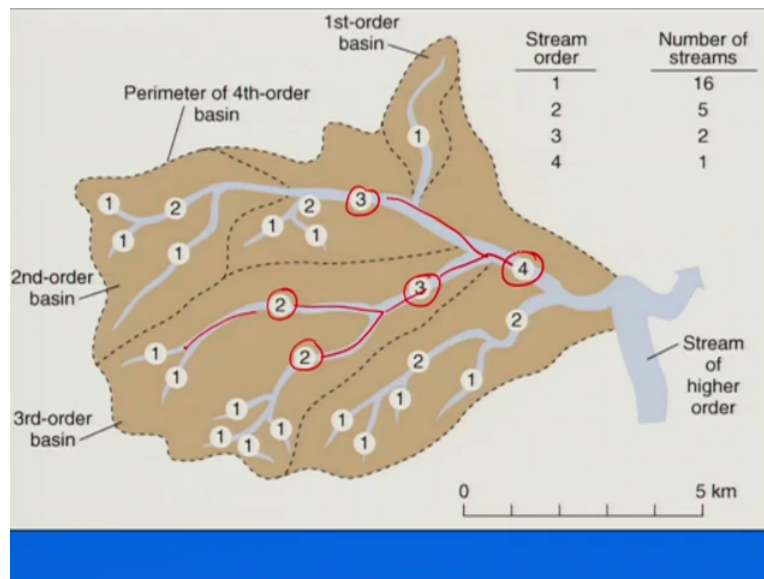 1st-order
basin
Stream
order
Number of
streams
1 16
2 5
3 2
4 1
Perimeter of 4th-order
basin
1
1
2
1
1
2
1
1
3
4
2nd-order
basin
3
2
2
1
1
2
2
1
1
1
1
1
1
1
1
1
3rd-order
basin
Stream
of
higher
order
0 5 km